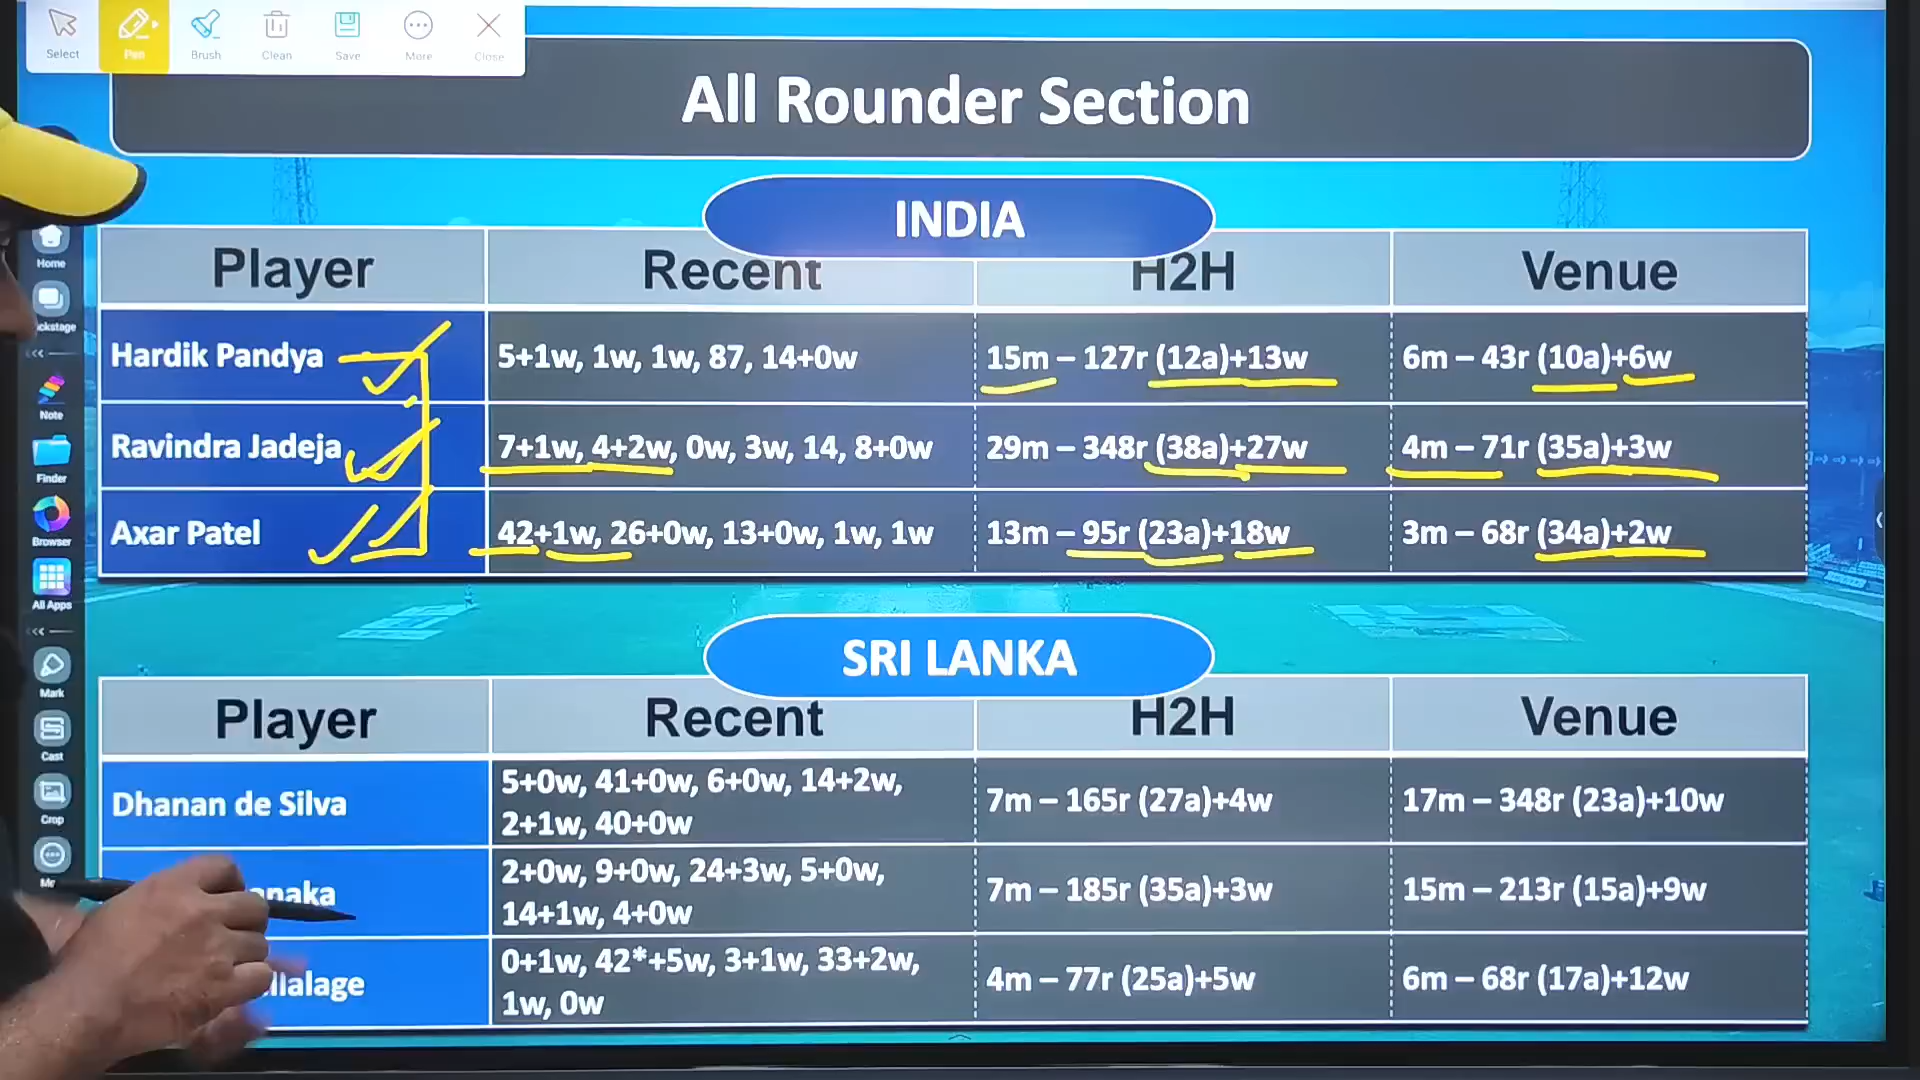 Select Pen Brush Clean Save More Close
All Rounder Section
INDIA
Player Recent H2H Venue
Hardik Pandya 5+1w, 1w, 1w, 87, 14+0w 15m – 127r (12a)+13w 6m – 43r (10a)+6w
Ravindra Jadeja 7+1w, 4+2w, 0w, 3w, 14, 8+0w 29m – 348r (38a)+27w 4m – 71r (35a)+3w
Axar Patel 42+1w, 26+0w, 13+0w, 1w, 1w 13m – 95r (23a)+18w 3m – 68r (34a)+2w
SRI LANKA
Player Recent H2H Venue
Dhanan de Silva 5+0w, 41+0w, 6+0w, 14+2w, 7m – 165r (27a)+4w 17m – 348r (23a)+10w
2+1w, 40+0w
2+0w, 9+0w, 24+3w, 5+0w, 7m – 185r (35a)+3w 15m – 213r (15a)+9w
14+1w, 4+0w
0+1w, 42*+5w, 3+1w, 33+2w, 4m – 77r (25a)+5w 6m – 68r (17a)+12w
1w, 0w
Home
Note
Finder
Browser
All Apps
Mark
Cast
Crop